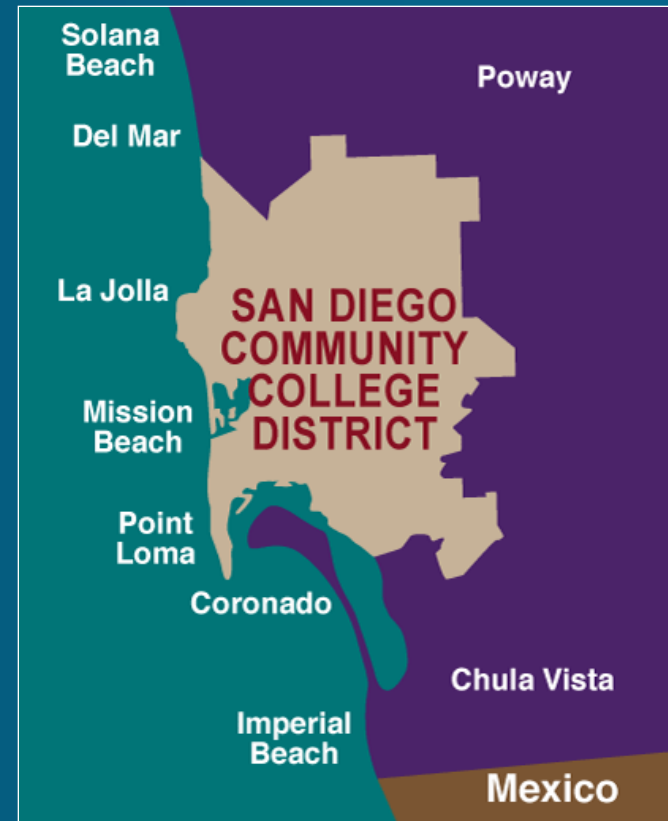 Solana
Beach
Poway
Del Mar
La Jolla
SAN DIEGO
COMMUNITY
COLLEGE
DISTRICT
Mission
Beach
Point
Loma
Coronado
Chula Vista
Imperial
Beach
Mexico